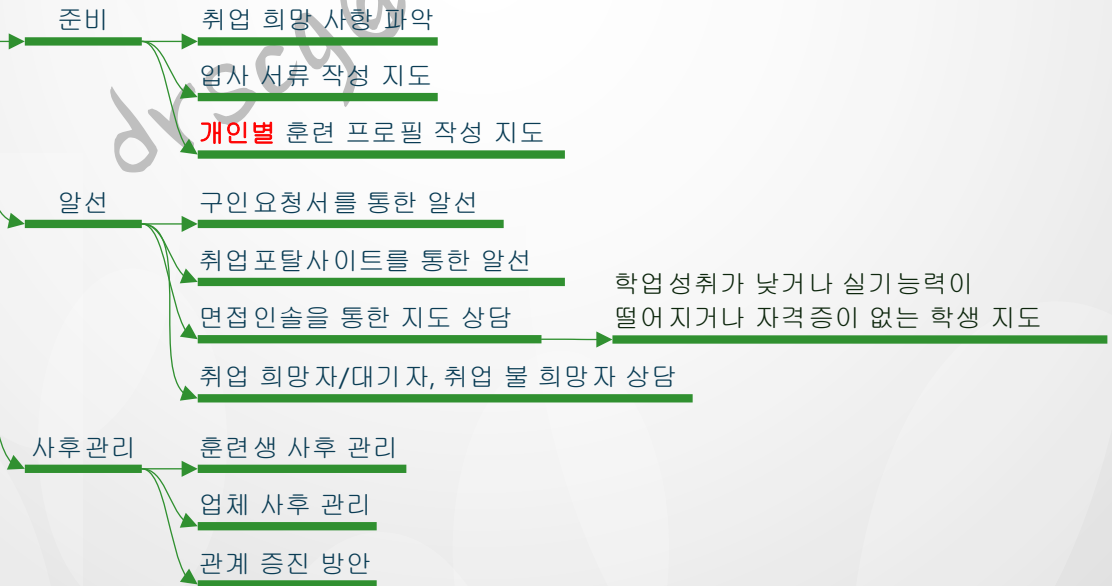 준비
취업 희망 사항 파악
입사 서류 작성 지도
개인별 훈련 프로필 작성 지도
알선
구인요청서를 통한 알선
취업포탈사이트를 통한 알선
면접인솔을 통한 지도 상담
학업성취가 낮거나 실기능력이
떨어지거나 자격증이 없는 학생 지도
취업 희망자/대기자, 취업 불 희망자 상담
사후관리
훈련생 사후 관리
업체 사후 관리
관계 증진 방안
drscg@